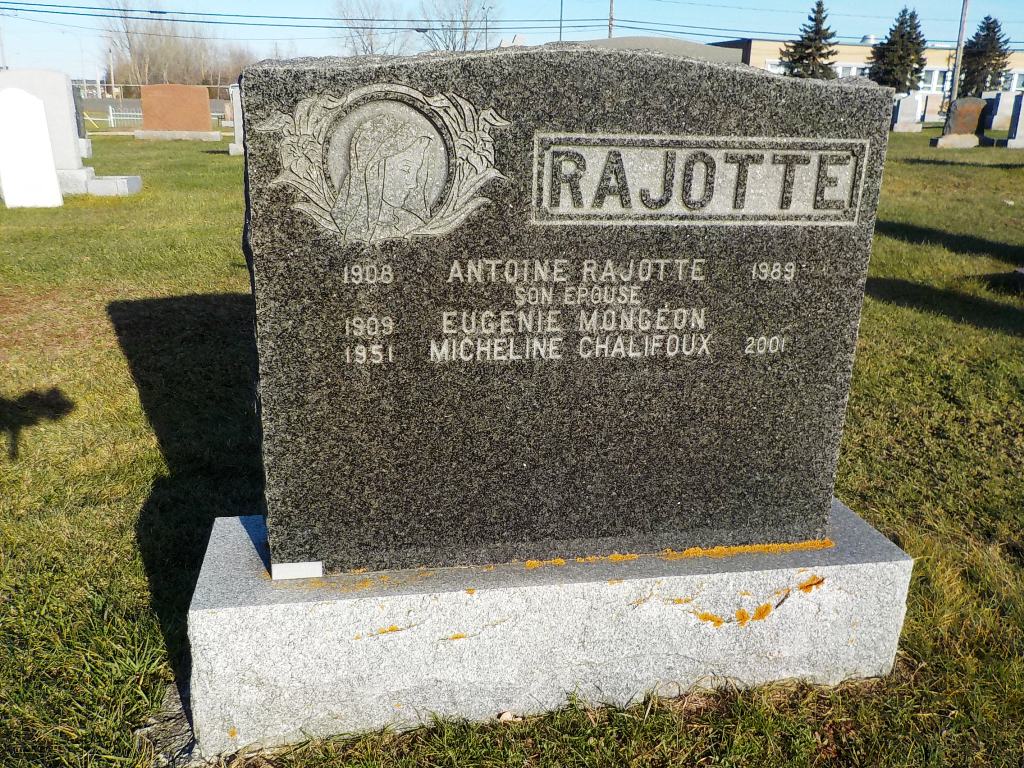 RAJOTTE
1908 ANTOINE RAJOTTE 1989
SON EPOUSE
1909 EUGENIE MONGEON
1951 MICHELINE CHALIFOUX 2001